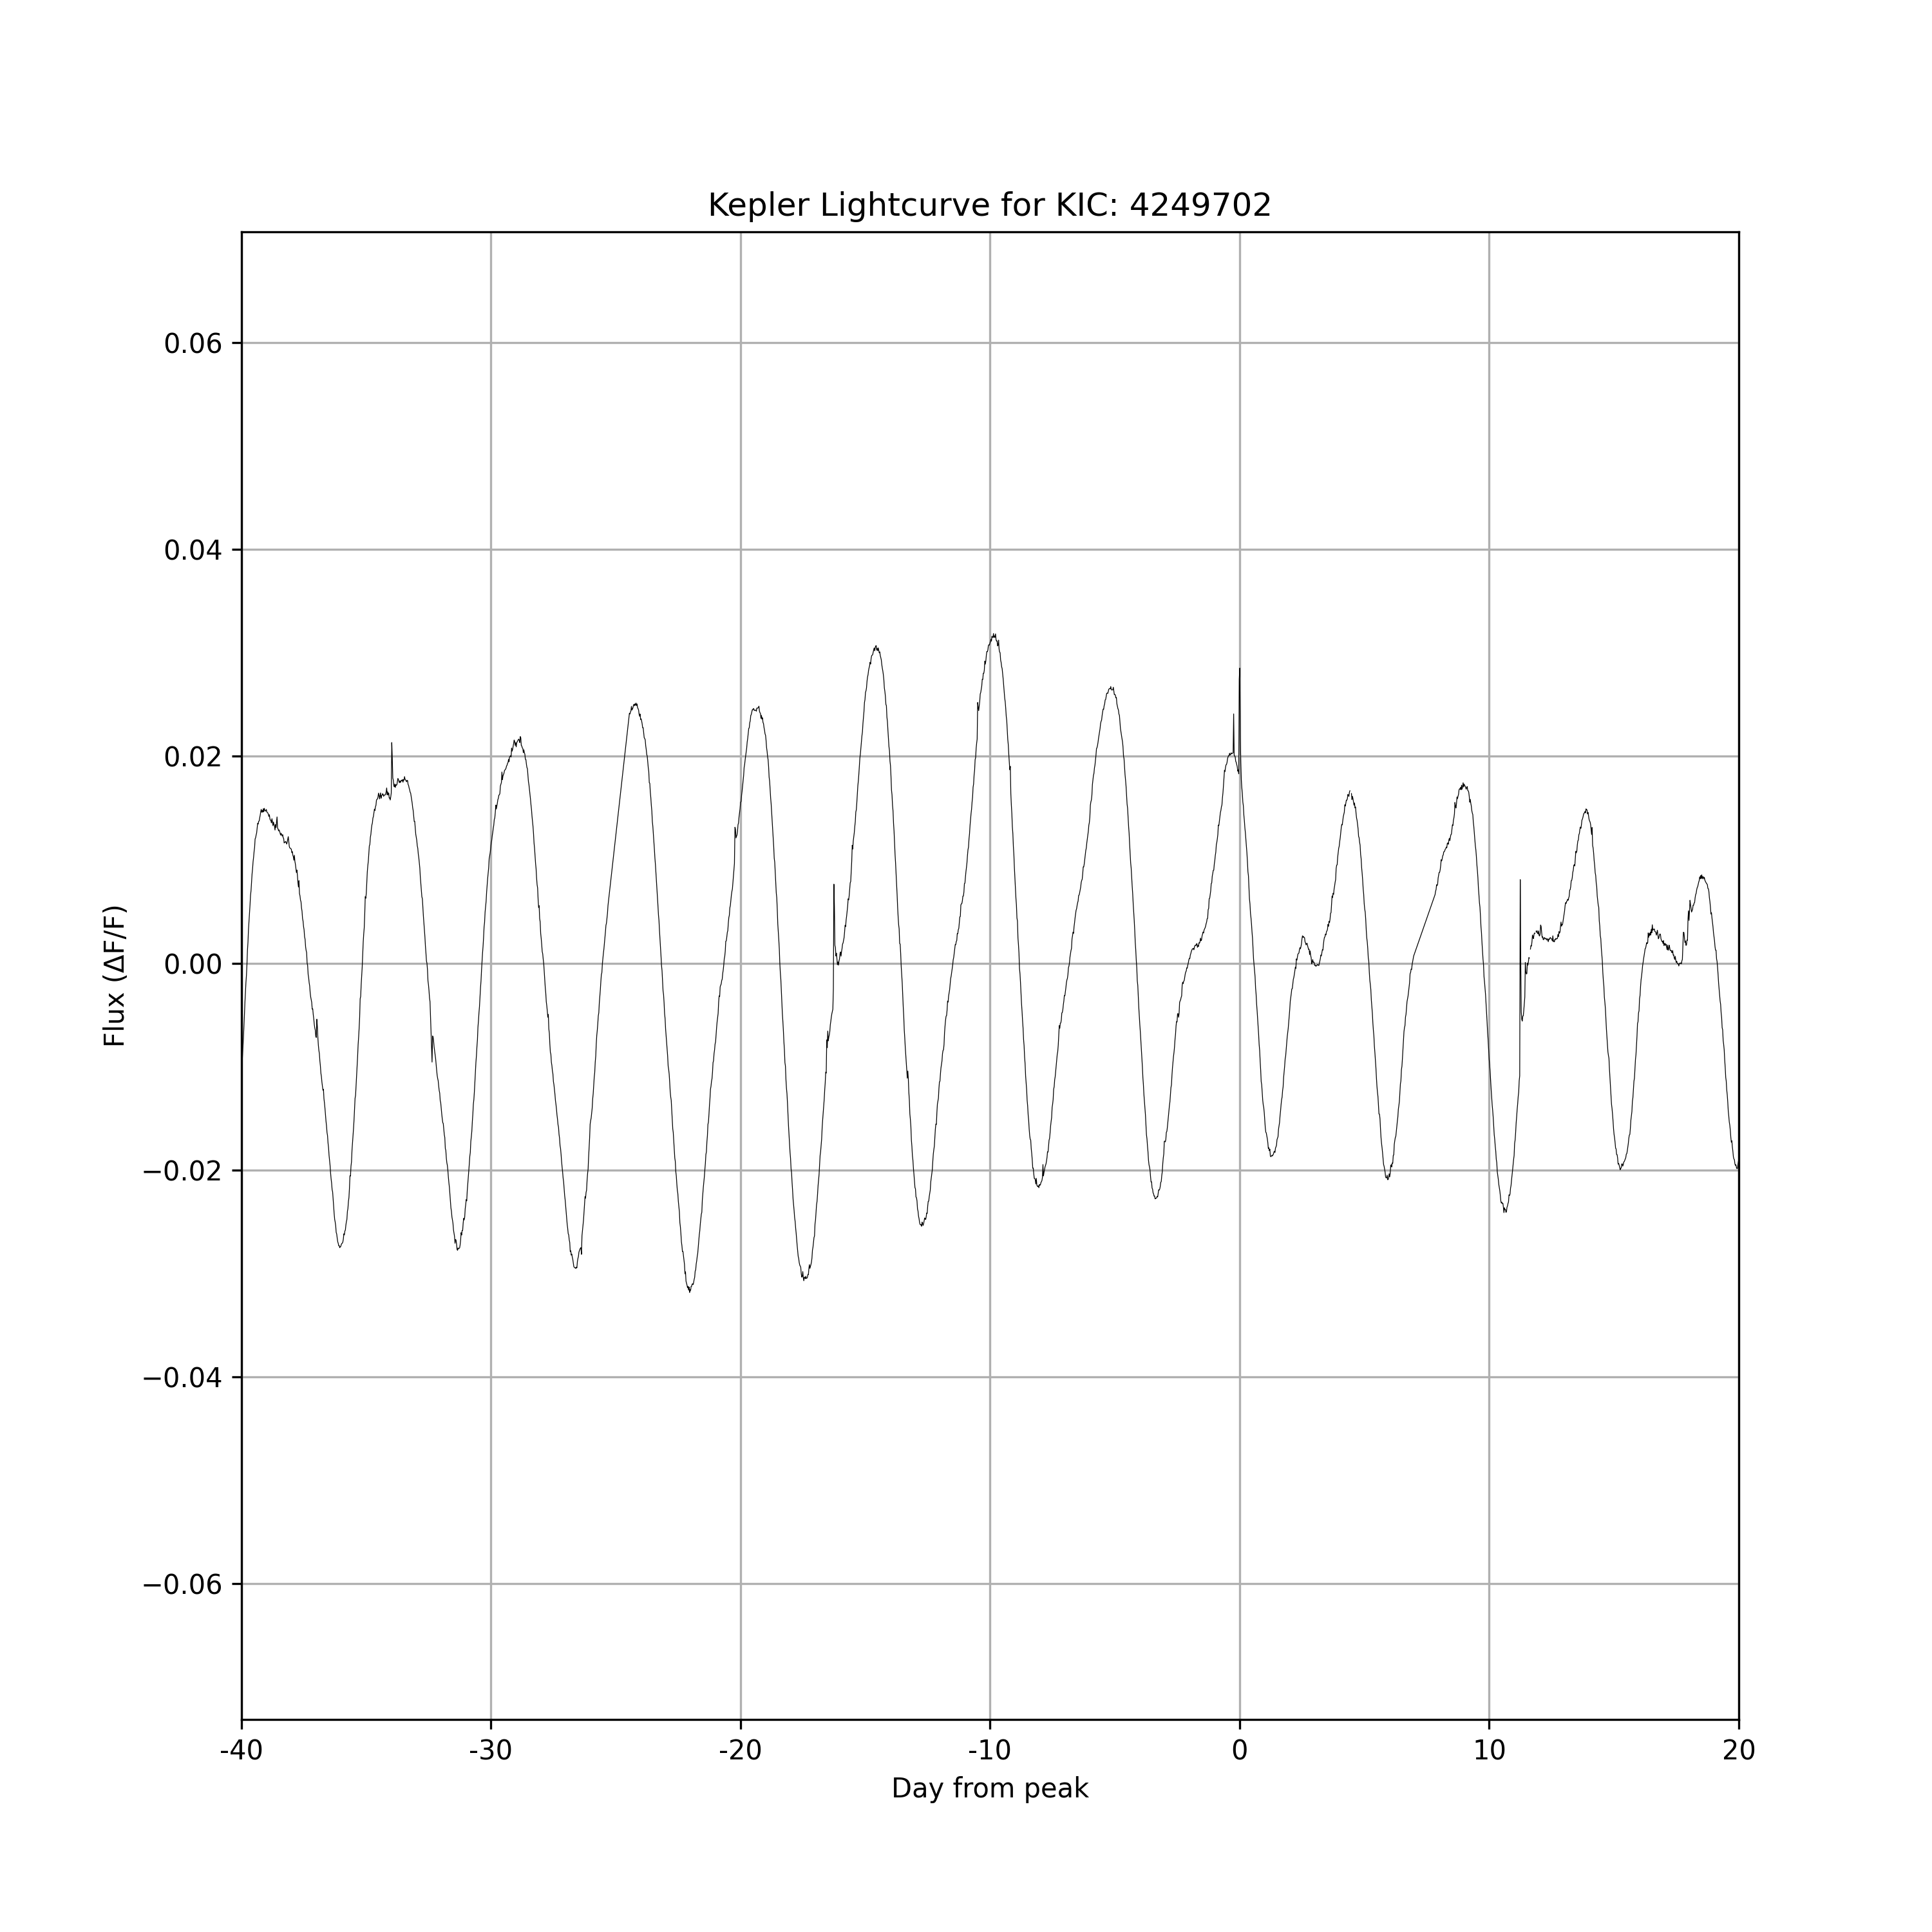 Kepler Lightcurve for KIC: 4249702
Flux (ΔF/F)
0.06
0.04
0.02
0.00
−0.02
−0.04
−0.06
-40 -30 -20 -10 0 10 20
Day from peak